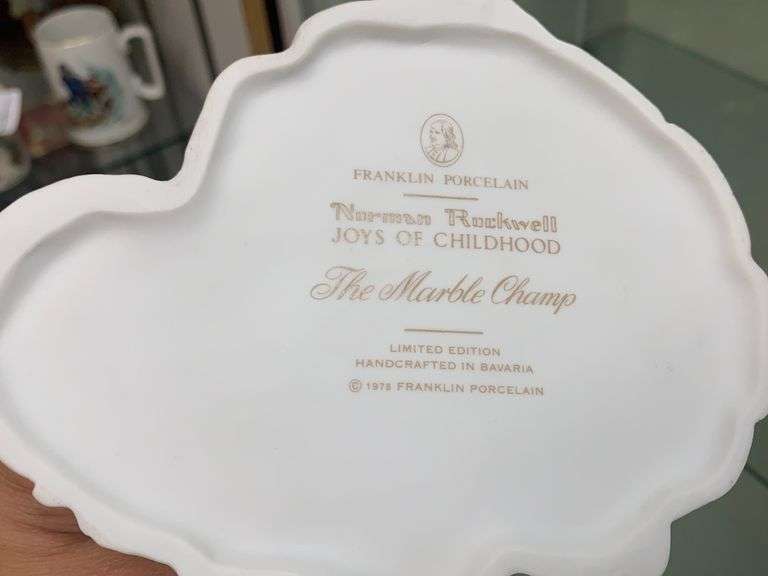 FRANKLIN PORCELAIN
Norman Rockwell
JOYS OF CHILDHOOD
The Marble Champ
LIMITED EDITION
HANDCRAFTED IN BAVARIA
© 1978 FRANKLIN PORCELAIN